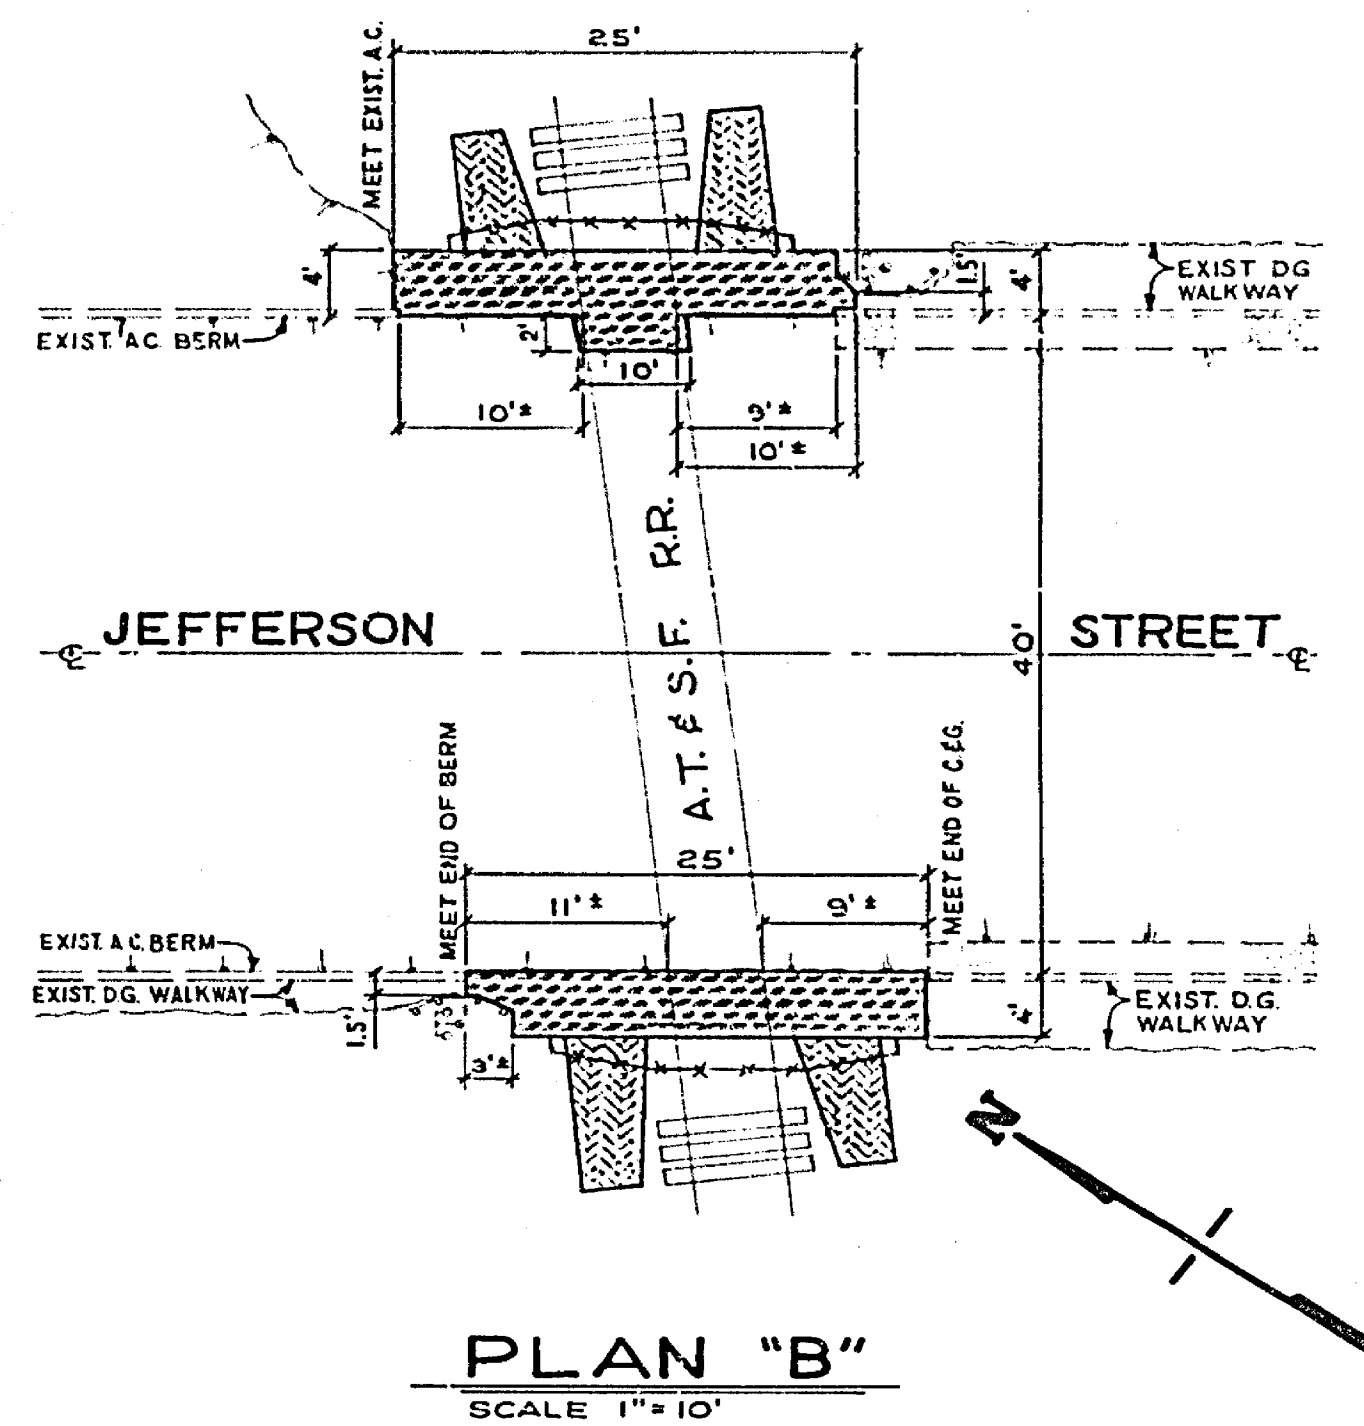 25'
MEET EXIST. A.C.
4'
EXIST. A.C. BERM
2'
10'
10'±
9'±
10'±
1.5'
4'
EXIST DG
WALKWAY
A.T. & S.F. R.R.
JEFFERSON STREET
℄ ℄
40'
MEET END OF BERM
MEET END OF C.&G.
25'
11'± 9'±
EXIST. A.C. BERM
EXIST. D.G. WALKWAY
1.5'
3'±
4'
EXIST. D.G.
WALKWAY
N
PLAN "B"
SCALE 1"=10'